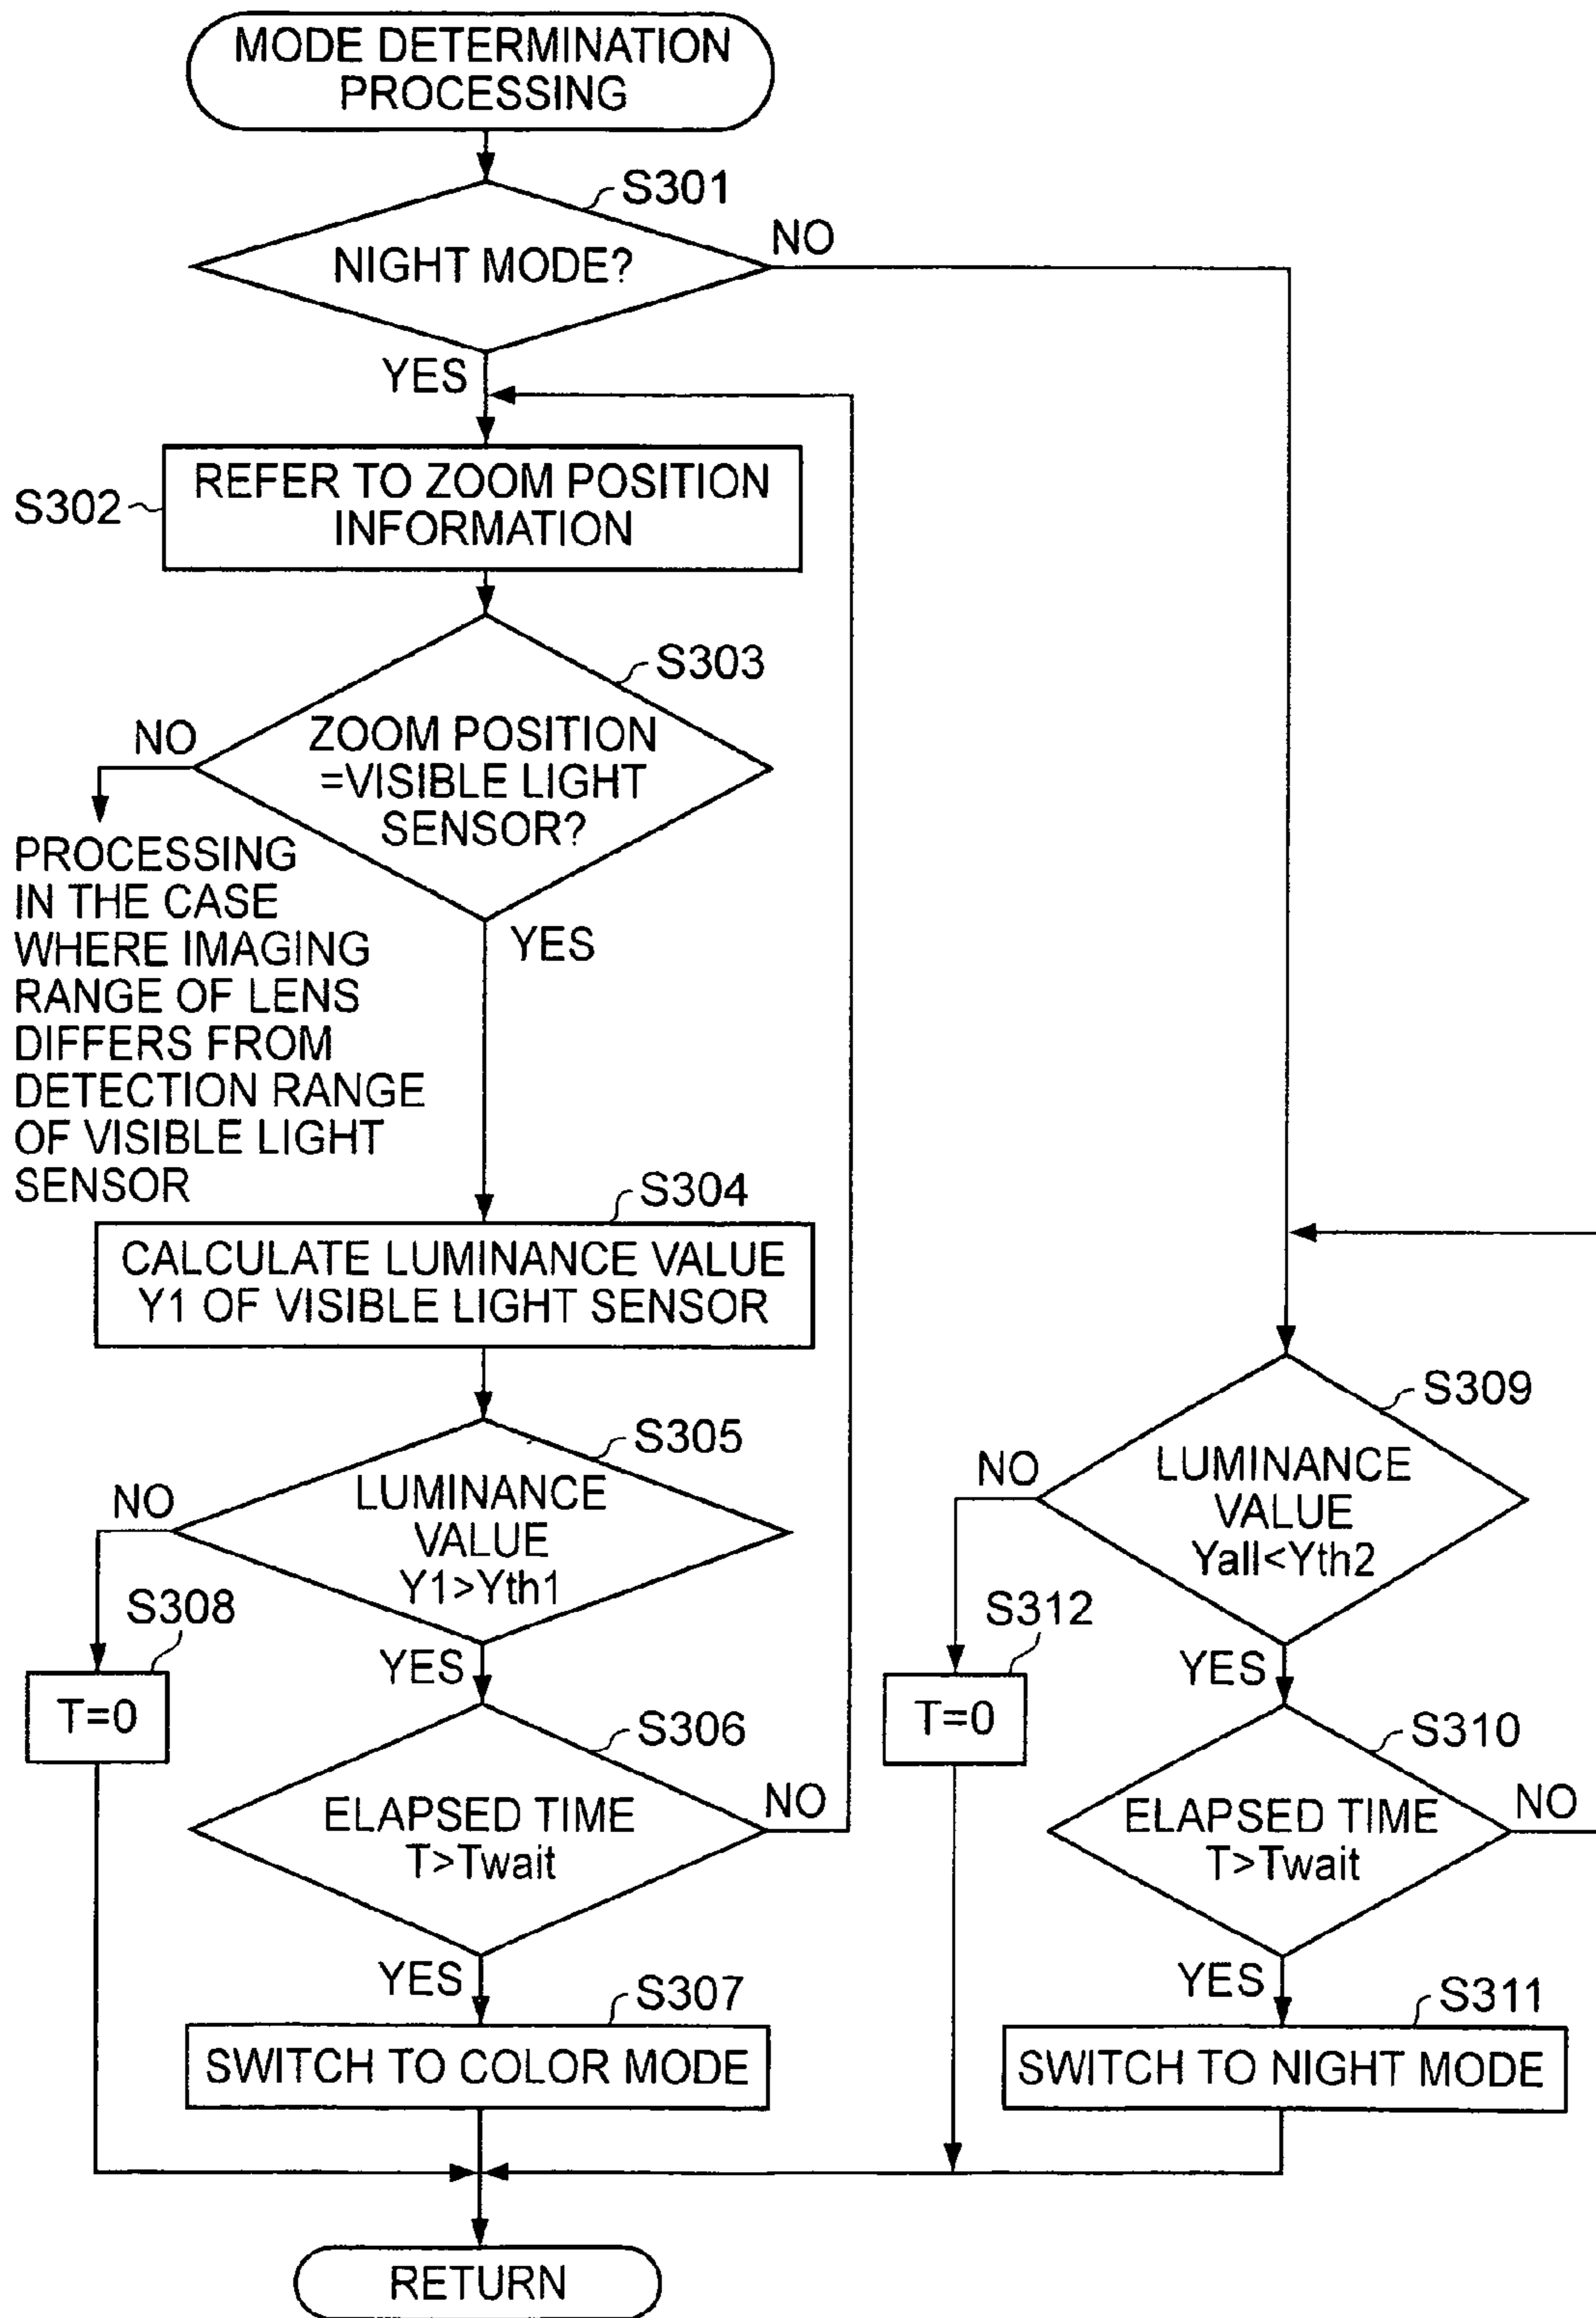 MODE DETERMINATION
PROCESSING
S301
NIGHT MODE?
NO
YES
S302
REFER TO ZOOM POSITION
INFORMATION
S303
ZOOM POSITION
=VISIBLE LIGHT
SENSOR?
NO
PROCESSING
IN THE CASE
WHERE IMAGING
RANGE OF LENS
DIFFERS FROM
DETECTION RANGE
OF VISIBLE LIGHT
SENSOR
YES
S304
CALCULATE LUMINANCE VALUE
Y1 OF VISIBLE LIGHT SENSOR
S305
LUMINANCE
VALUE
Y1>Yth1
NO
S308
T=0
YES
S306
ELAPSED TIME
T>Twait
NO
YES
S307
SWITCH TO COLOR MODE
S309
LUMINANCE
VALUE
Yall<Yth2
NO
S312
T=0
YES
S310
ELAPSED TIME
T>Twait
NO
YES
S311
SWITCH TO NIGHT MODE
RETURN